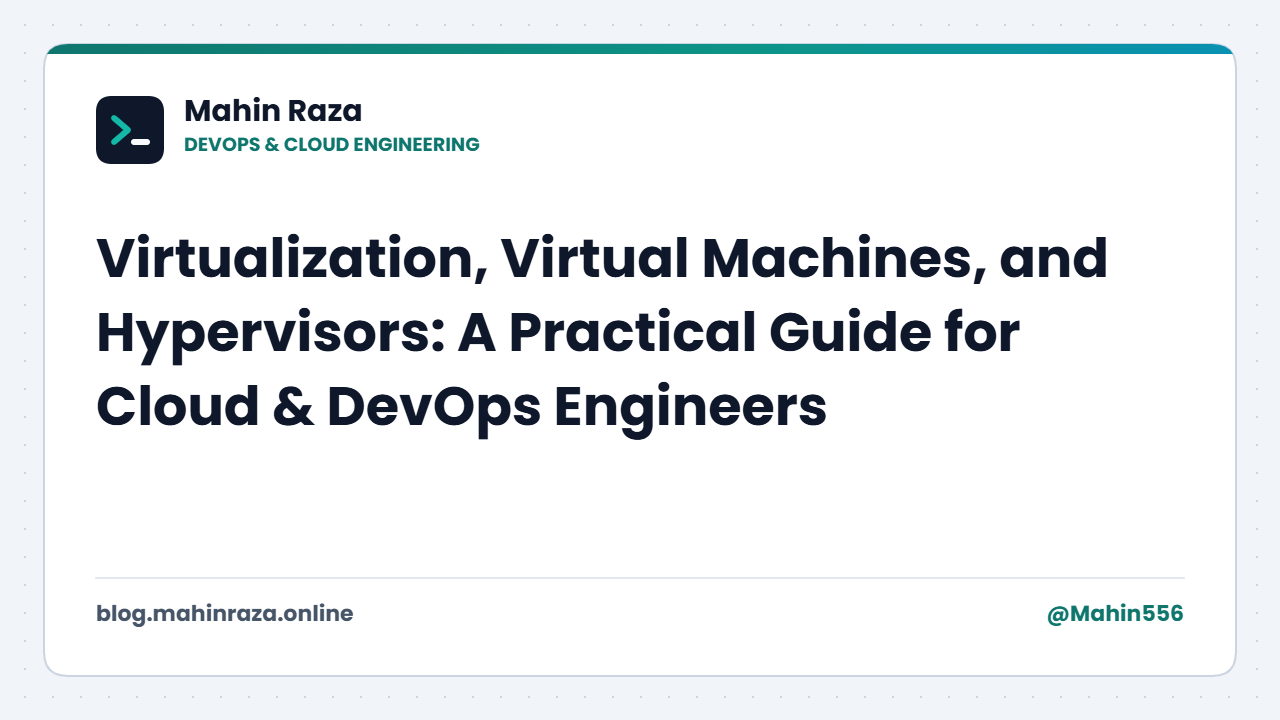 Mahin Raza
DEVOPS & CLOUD ENGINEERING
Virtualization, Virtual Machines, and
Hypervisors: A Practical Guide for
Cloud & DevOps Engineers
blog.mahinraza.online
@Mahin556